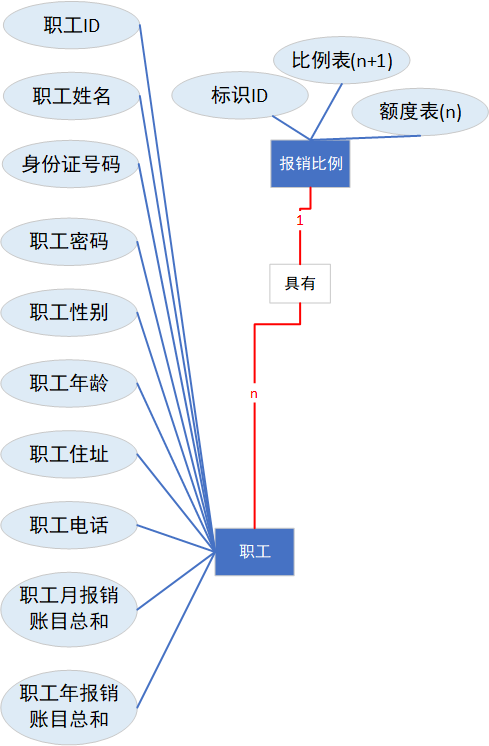 职工ID
职工姓名
身份证号码
职工密码
职工性别
职工年龄
职工住址
职工电话
职工月报销
账目总和
职工年报销
账目总和
比例表(n+1)
标识ID
额度表(n)
报销比例
1
具有
n
职工